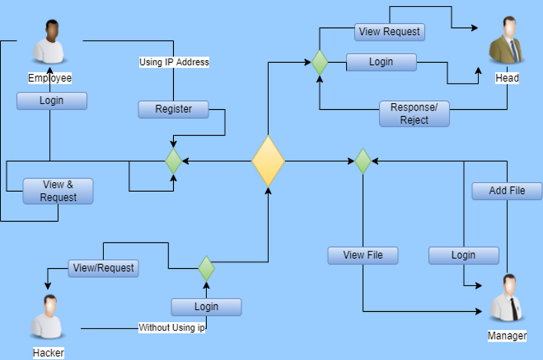 View Request
Using IP Address
Login
Employee
Head
Login
Register
Response/
Reject
View &
Request
Add File
View/Request
View File
Login
Login
Without Using ip
Manager
Hacker